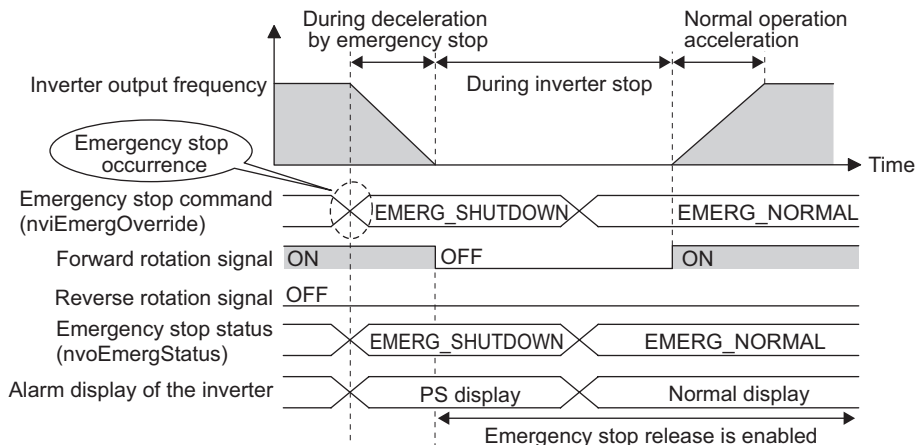 During deceleration
by emergency stop
Normal operation
acceleration
Inverter output frequency
During inverter stop
Emergency stop
occurrence
Time
Emergency stop command
(nviEmergOverride)
EMERG_SHUTDOWN
EMERG_NORMAL
Forward rotation signal
ON
OFF
ON
Reverse rotation signal
OFF
Emergency stop status
(nvoEmergStatus)
EMERG_SHUTDOWN
EMERG_NORMAL
Alarm display of the inverter
PS display
Normal display
Emergency stop release is enabled